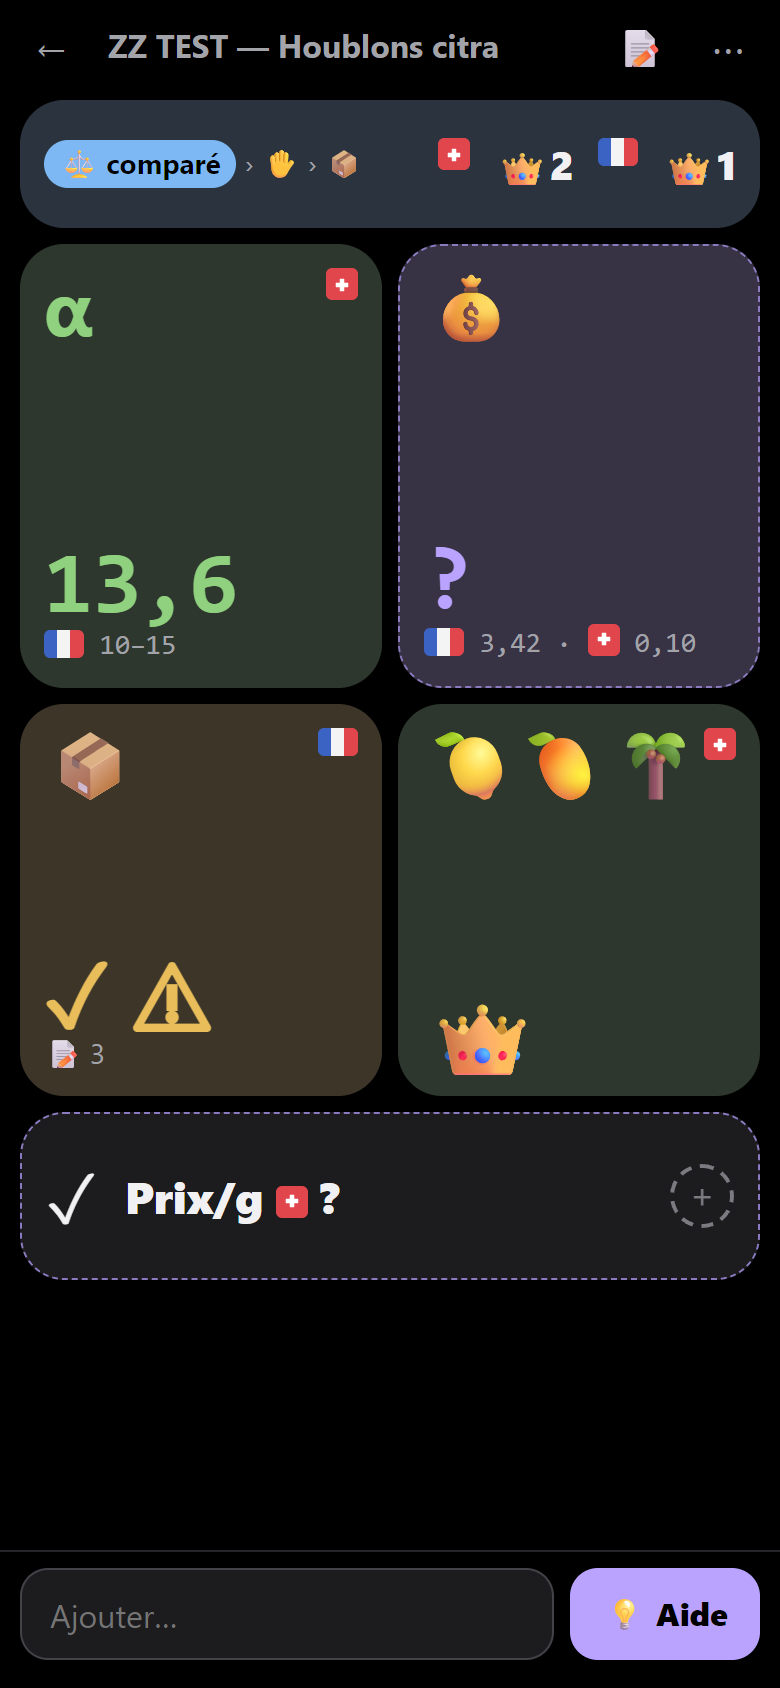 ← ZZ TEST — Houblons citra 📝 …
⚖️ comparé › ✋ › 📦 🇨🇭 👑 2 🇫🇷 👑 1
α 🇨🇭
13,6
🇫🇷 10–15
💰
?
🇫🇷 3,42 · 🇨🇭 0,10
📦 🇫🇷
✓ ⚠
📝 3
🍋 🥭 🌴 🇨🇭
👑
✓ Prix/g 🇨🇭 ? +
Ajouter…
💡 Aide